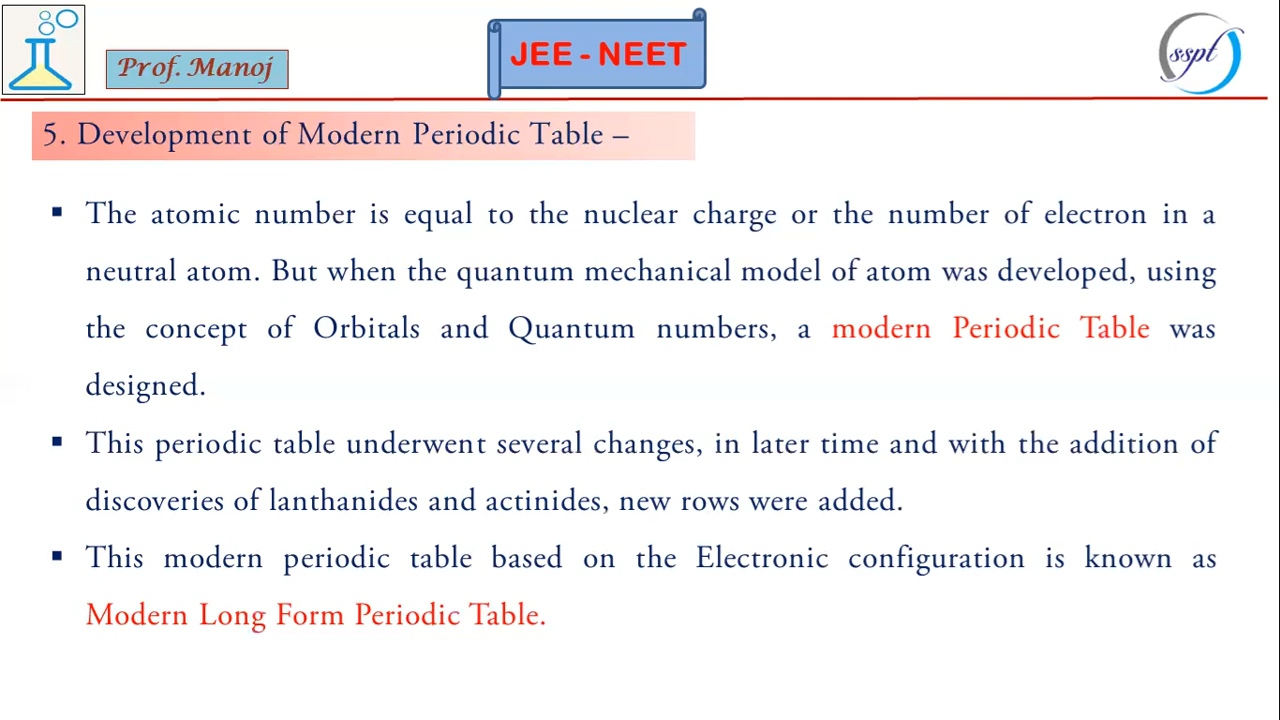 Prof. Manoj
JEE - NEET
sspt
5. Development of Modern Periodic Table –
▪ The atomic number is equal to the nuclear charge or the number of electron in a
neutral atom. But when the quantum mechanical model of atom was developed, using
the concept of Orbitals and Quantum numbers, a modern Periodic Table was
designed.
▪ This periodic table underwent several changes, in later time and with the addition of
discoveries of lanthanides and actinides, new rows were added.
▪ This modern periodic table based on the Electronic configuration is known as
Modern Long Form Periodic Table.